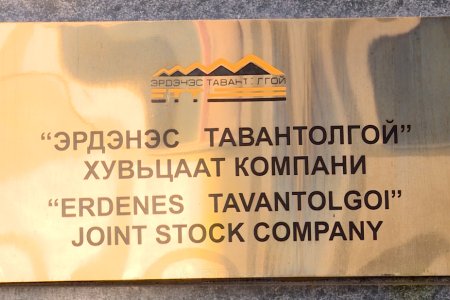 ЭРДЭНЭС ТАВАНТОЛГОЙ
“ЭРДЭНЭС ТАВАНТОЛГОЙ”
ХУВЬЦААТ КОМПАНИ
“ERDENES TAVANTOLGOI”
JOINT STOCK COMPANY